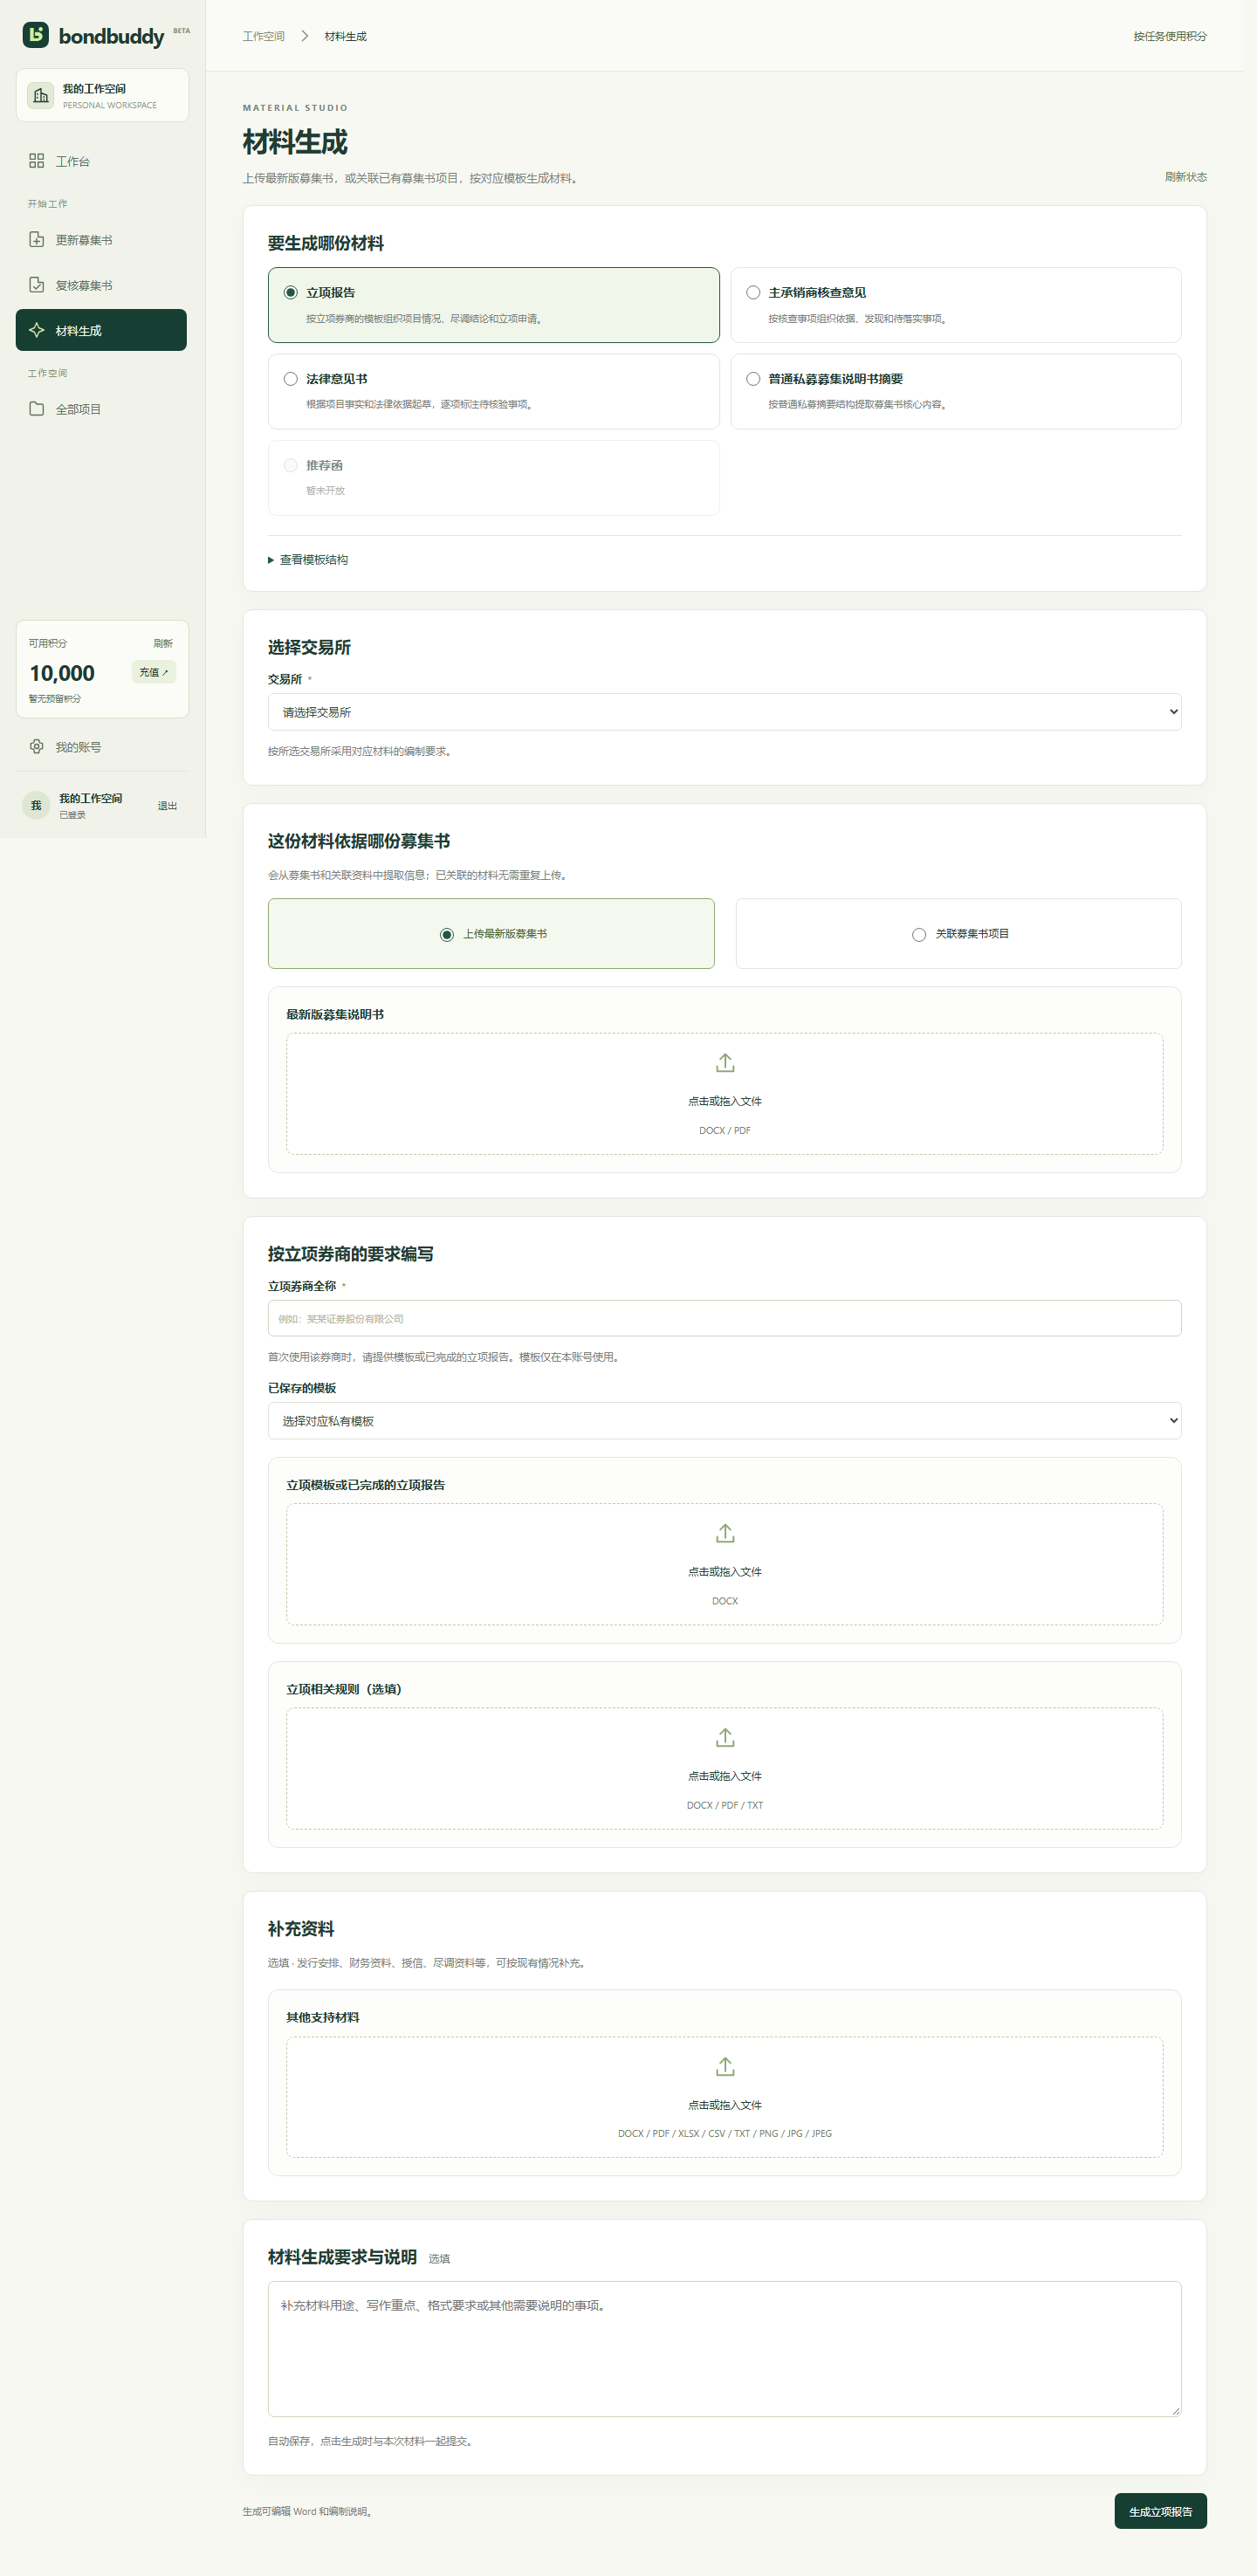 bondbuddy BETA
我的工作空间
PERSONAL WORKSPACE
工作台
开始工作
更新募集书
复核募集书
材料生成
工作空间
全部项目
可用积分 刷新
10,000 充值 ↗
暂无预留积分
我的账号
我 我的工作空间
已登录
退出
工作空间 > 材料生成
按任务使用积分
MATERIAL STUDIO
材料生成
上传最新版募集书，或关联已有募集书项目，按对应模板生成材料。
刷新状态
要生成哪份材料
立项报告
按立项券商的模板组织项目情况、尽调结论和立项申请。
主承销商核查意见
按核查事项组织依据、发现和待落实事项。
法律意见书
根据项目事实和法律依据起草，逐项标注待核验事项。
普通私募募集说明书摘要
按普通私募摘要结构提取募集书核心内容。
推荐函
暂未开放
查看模板结构
选择交易所
交易所 *
请选择交易所
按所选交易所采用对应材料的编制要求。
这份材料依据哪份募集书
会从募集书和关联资料中提取信息；已关联的材料无需重复上传。
上传最新版募集书
关联募集书项目
最新版募集说明书
点击或拖入文件
DOCX / PDF
按立项券商的要求编写
立项券商全称 *
例如：某某证券股份有限公司
首次使用该券商时，请提供模板或已完成的立项报告。模板仅在本账号使用。
已保存的模板
选择对应私有模板
立项模板或已完成的立项报告
点击或拖入文件
DOCX
立项相关规则（选填）
点击或拖入文件
DOCX / PDF / TXT
补充资料
选填 · 发行安排、财务资料、授信、尽调资料等，可按现有情况补充。
其他支持材料
点击或拖入文件
DOCX / PDF / XLSX / CSV / TXT / PNG / JPG / JPEG
材料生成要求与说明 选填
补充材料用途、写作重点、格式要求或其他需要说明的事项。
自动保存，点击生成时与本次材料一起提交。
生成可编辑 Word 和编制说明。
生成立项报告